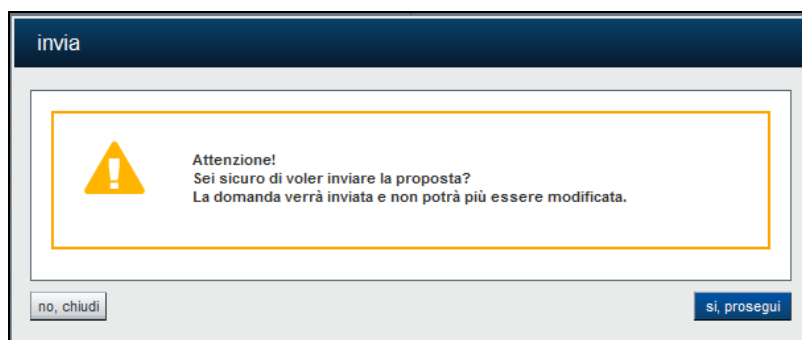 invia
Attenzione!
Sei sicuro di voler inviare la proposta?
La domanda verrà inviata e non potrà più essere modificata.
no, chiudi
si, prosegui